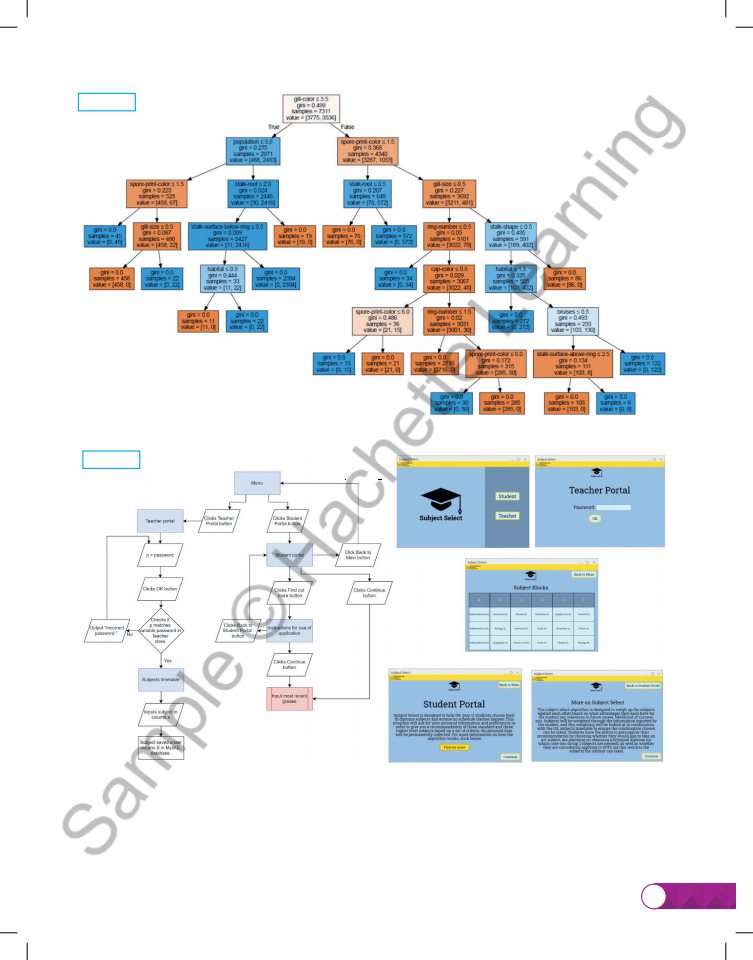 gill-color ≤ 3.5
gini = 0.499
samples = 7311
value = [3775, 3536]
True
False
population ≤ 3.5
gini = 0.275
samples = 2971
value = [488, 2483]
spore-print-color ≤ 1.5
gini = 0.368
samples = 4340
value = [3287, 1053]
spore-print-color ≤ 1.5
gini = 0.223
samples = 525
value = [458, 67]
stalk-root ≤ 2.0
gini = 0.024
samples = 2446
value = [30, 2416]
stalk-root ≤ 0.5
gini = 0.207
samples = 648
value = [76, 572]
gill-size ≤ 0.5
gini = 0.227
samples = 3692
value = [3211, 481]
gini = 0.0
samples = 45
value = [0, 45]
gill-size ≤ 0.5
gini = 0.087
samples = 480
value = [458, 22]
stalk-surface-below-ring ≤ 0.5
gini = 0.009
samples = 2427
value = [11, 2416]
gini = 0.0
samples = 19
value = [19, 0]
gini = 0.0
samples = 76
value = [76, 0]
gini = 0.0
samples = 572
value = [0, 572]
ring-number ≤ 0.5
gini = 0.05
samples = 3101
value = [3022, 79]
stalk-shape ≤ 0.5
gini = 0.435
samples = 591
value = [189, 402]
gini = 0.0
samples = 458
value = [458, 0]
gini = 0.0
samples = 22
value = [0, 22]
habitat ≤ 0.5
gini = 0.444
samples = 33
value = [11, 22]
gini = 0.0
samples = 2394
value = [0, 2394]
gini = 0.0
samples = 34
value = [0, 34]
cap-color ≤ 0.5
gini = 0.029
samples = 3067
value = [3022, 45]
habitat ≤ 1.5
gini = 0.325
samples = 505
value = [103, 402]
gini = 0.0
samples = 86
value = [86, 0]
gini = 0.0
samples = 11
value = [11, 0]
gini = 0.0
samples = 22
value = [0, 22]
spore-print-color ≤ 6.0
gini = 0.486
samples = 36
value = [21, 15]
ring-number ≤ 1.5
gini = 0.02
samples = 3031
value = [3001, 30]
gini = 0.0
samples = 272
value = [0, 272]
bruises ≤ 0.5
gini = 0.493
samples = 233
value = [103, 130]
gini = 0.0
samples = 15
value = [0, 15]
gini = 0.0
samples = 21
value = [21, 0]
gini = 0.0
samples = 2716
value = [2716, 0]
spore-print-color ≤ 6.0
gini = 0.172
samples = 315
value = [285, 30]
stalk-surface-above-ring ≤ 2.5
gini = 0.134
samples = 111
value = [103, 8]
gini = 0.0
samples = 122
value = [0, 122]
gini = 0.0
samples = 30
value = [0, 30]
gini = 0.0
samples = 285
value = [285, 0]
gini = 0.0
samples = 103
value = [103, 0]
gini = 0.0
samples = 8
value = [0, 8]
Menu
Teacher portal
Clicks Teacher
Portal button
Clicks Student
Portal button
p = password
Student portal
Click Back to
Main button
Clicks OK button
Clicks Find out
more button
Clicks Continue
button
Output "Incorrect
password."
No
Checks if
p matches
variable password in
Teacher
class.
Clicks Back to
Student Portal
button
Instructions for use of
application
Yes
Clicks Continue
button
Subjects timetable
Input most recent
grades
Inputs subject in
column x
Subject saved under
column X in MySQL
database.
Subject Select
Subject Select
Student
Teacher
Subject Select
Teacher Portal
Password
OK
Subject Select
Back to Main
Subject Blocks
Subject Select
Back to Main
Student Portal
Subject Select is designed to help DIL year 11 students choose their
Find out more
Continue
Subject Select
Back to Student Portal
More on Subject Select
Continue
Sample © Hachette Learning